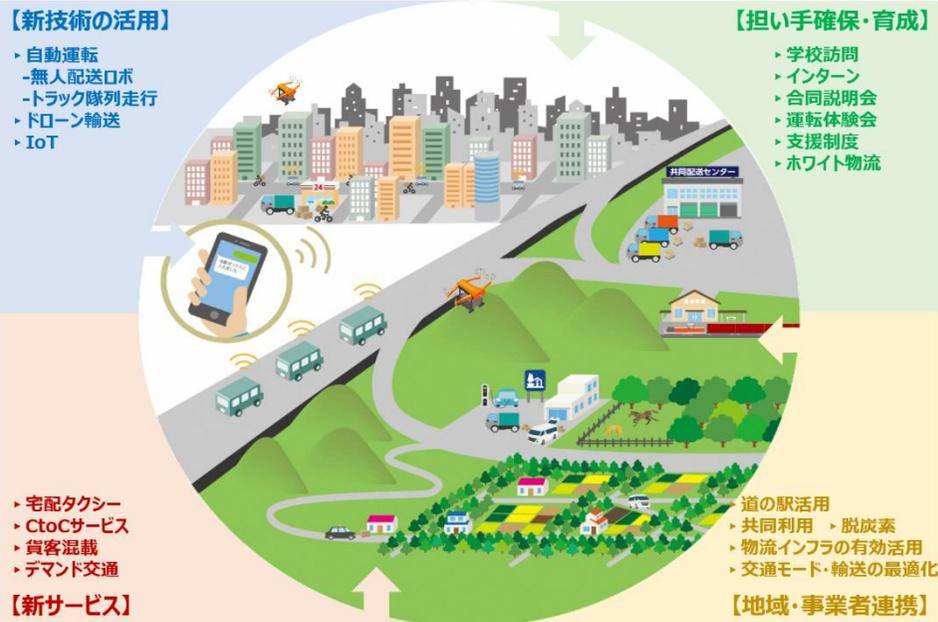 【新技術の活用】
▸ 自動運転
-無人配送ロボ
-トラック隊列走行
▸ ドローン輸送
▸ IoT
【担い手確保・育成】
▸ 学校訪問
▸ インターン
▸ 合同説明会
▸ 運転体験会
▸ 支援制度
▸ ホワイト物流
24
共同配送センター
▸ 宅配タクシー
▸ CtoCサービス
▸ 貨客混載
▸ デマンド交通
【新サービス】
▸ 道の駅活用
▸ 共同利用 ▸ 脱炭素
▸ 物流インフラの有効活用
▸ 交通モード・輸送の最適化
【地域・事業者連携】